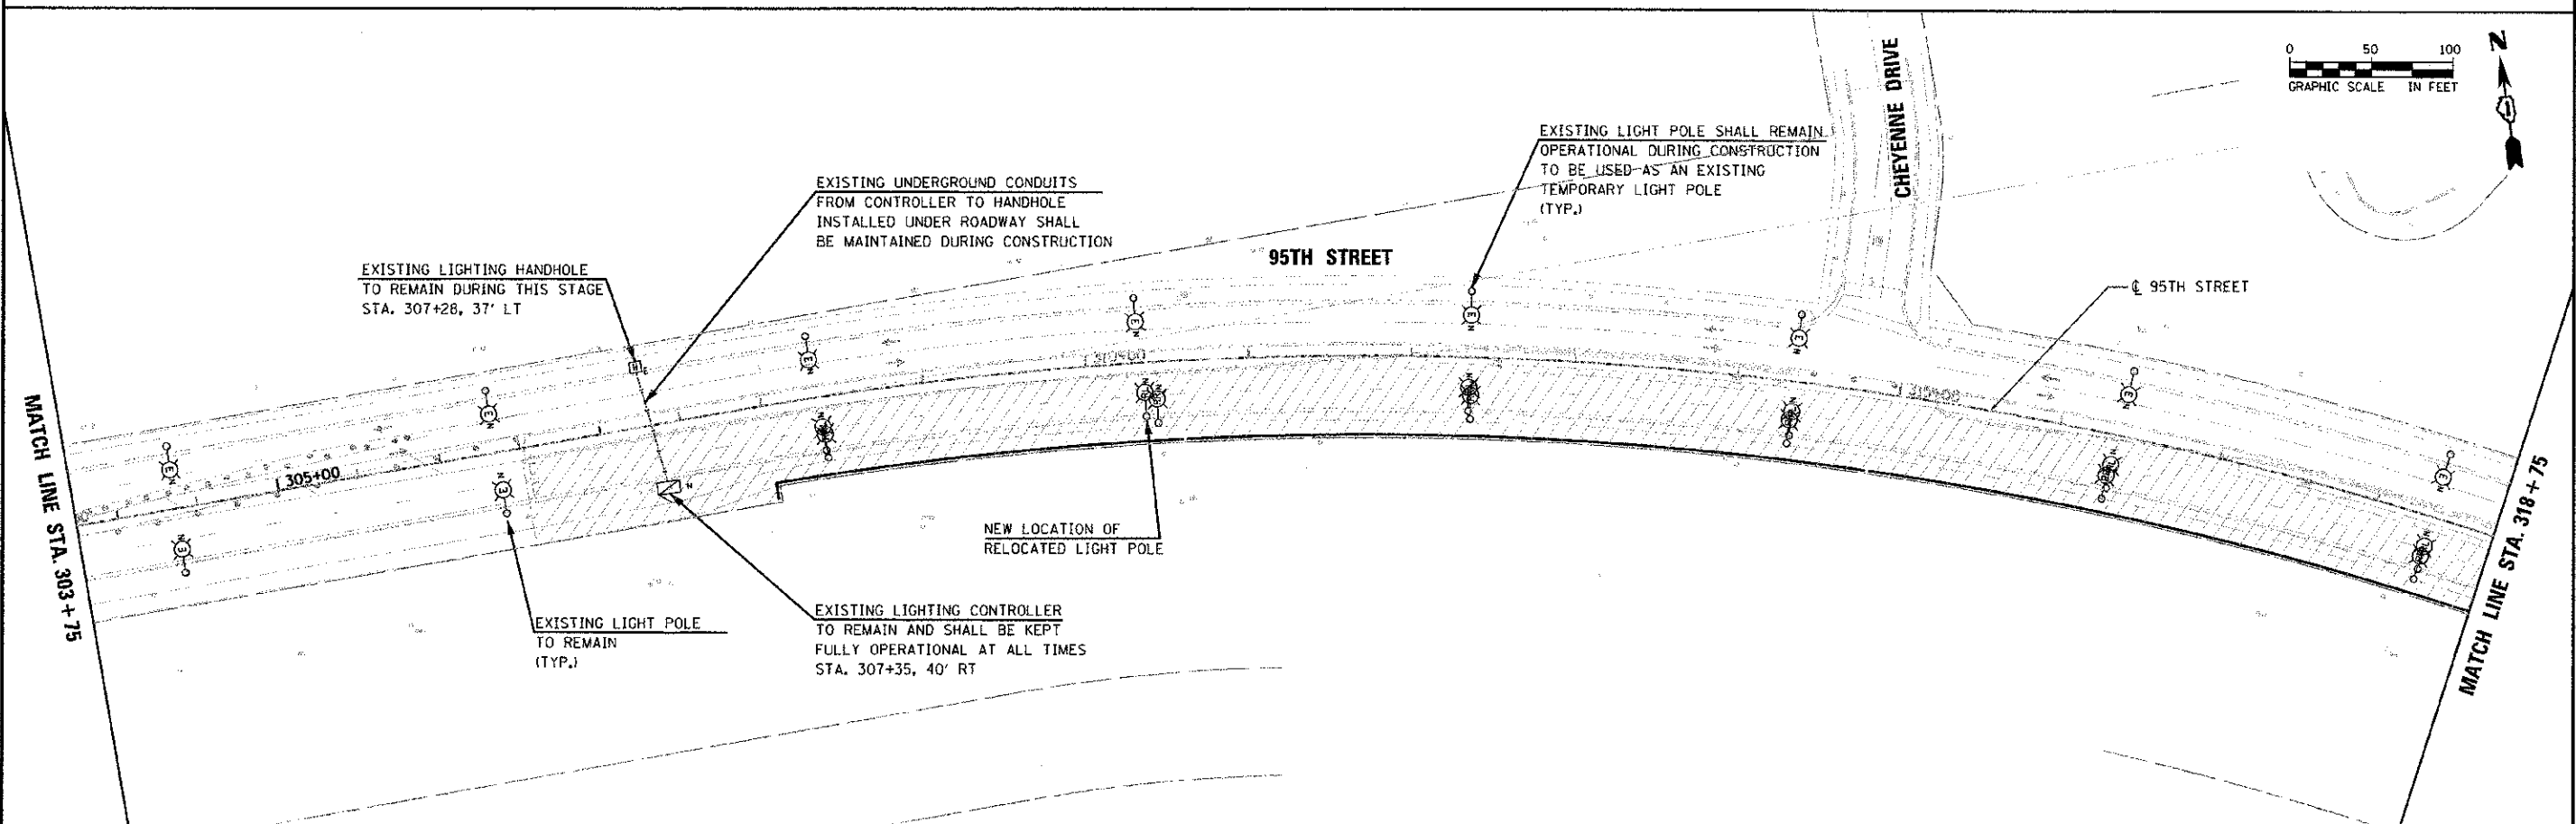 0 50 100
GRAPHIC SCALE IN FEET
N
CHEYENNE DRIVE
EXISTING LIGHT POLE SHALL REMAIN
OPERATIONAL DURING CONSTRUCTION
TO BE USED AS AN EXISTING
TEMPORARY LIGHT POLE
(TYP.)
EXISTING UNDERGROUND CONDUITS
FROM CONTROLLER TO HANDHOLE
INSTALLED UNDER ROADWAY SHALL
BE MAINTAINED DURING CONSTRUCTION
95TH STREET
EXISTING LIGHTING HANDHOLE
TO REMAIN DURING THIS STAGE
STA. 307+28, 37' LT
℄ 95TH STREET
310+00
315+00
305+00
MATCH LINE STA. 303+75
MATCH LINE STA. 318+75
NEW LOCATION OF
RELOCATED LIGHT POLE
EXISTING LIGHT POLE
TO REMAIN
(TYP.)
EXISTING LIGHTING CONTROLLER
TO REMAIN AND SHALL BE KEPT
FULLY OPERATIONAL AT ALL TIMES
STA. 307+35, 40' RT